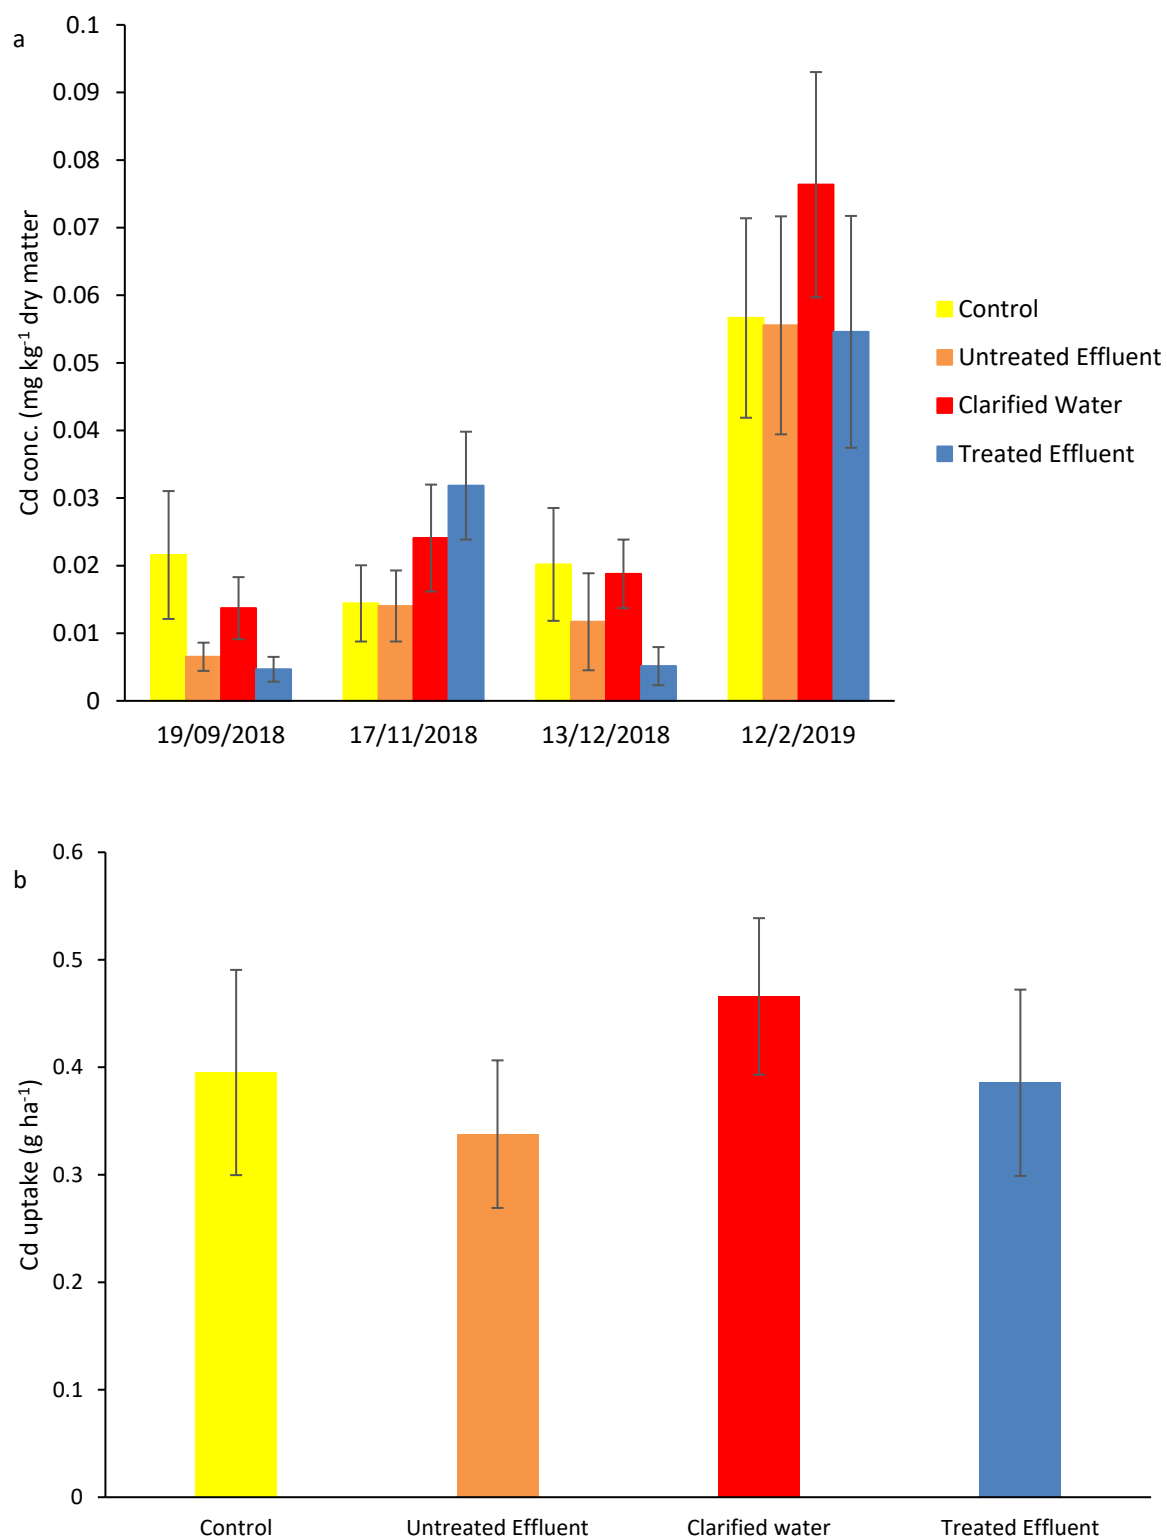 a
0.1
0.09
0.08
0.07
0.06
0.05
0.04
0.03
0.02
0.01
0
Cd conc. (mg kg⁻¹ dry matter
19/09/2018 17/11/2018 13/12/2018 12/2/2019
Control
Untreated Effluent
Clarified Water
Treated Effluent
b
0.6
0.5
0.4
0.3
0.2
0.1
0
Cd uptake (g ha⁻¹)
Control Untreated Effluent Clarified water Treated Effluent